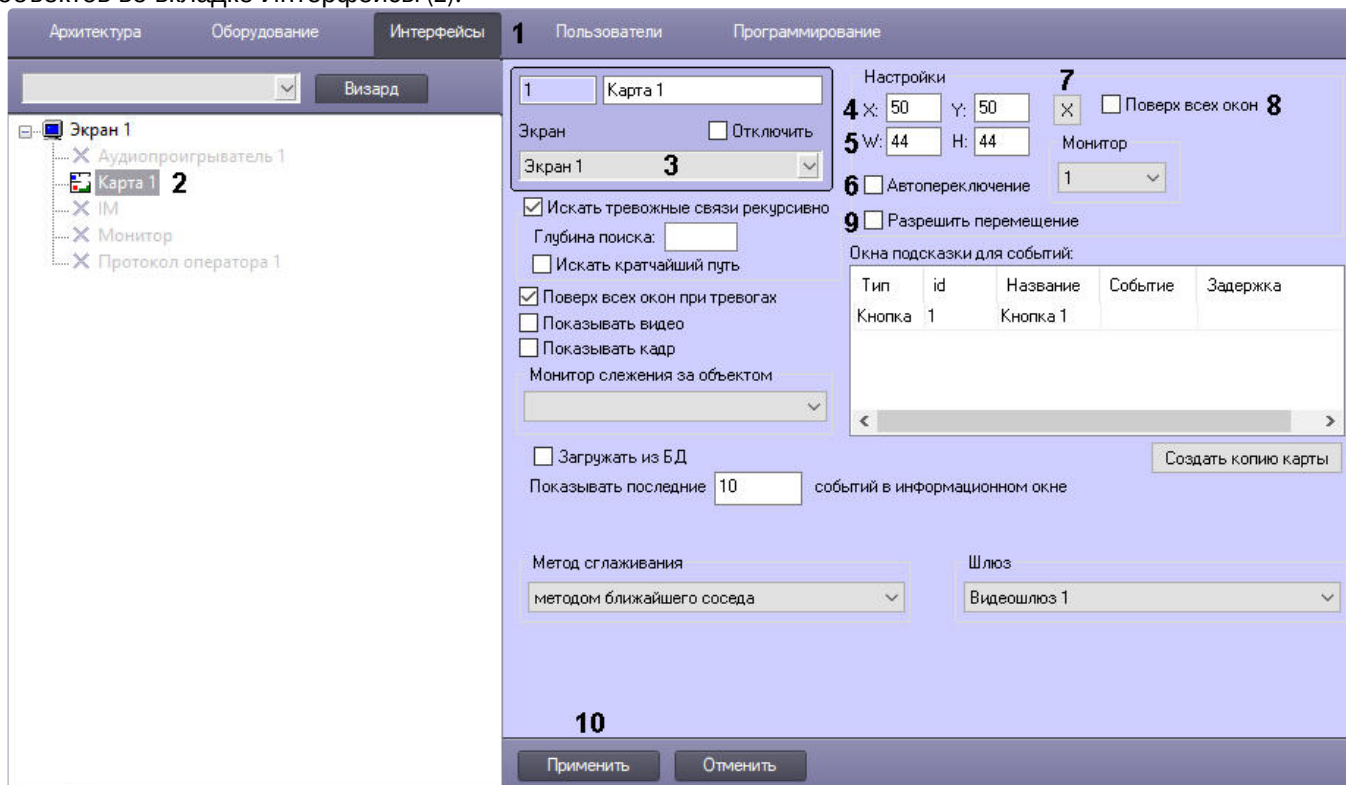 объектов во вкладке Интерфейсы (2).
Архитектура Оборудование Интерфейсы 1 Пользователи Программирование
Визард
Экран 1
Аудиопроигрыватель 1
Карта 1 2
IM
Монитор
Протокол оператора 1
1 Карта 1
Экран Отключить
Экран 1 3
Искать тревожные связи рекурсивно
Глубина поиска:
Искать кратчайший путь
Поверх всех окон при тревогах
Показывать видео
Показывать кадр
Монитор слежения за объектом
Настройки 7
4 X: 50 Y: 50 X Поверх всех окон 8
5 W: 44 H: 44 Монитор
1
6 Автопереключение
9 Разрешить перемещение
Окна подсказки для событий:
Тип id Название Событие Задержка
Кнопка 1 Кнопка 1
Загружать из БД Создать копию карты
Показывать последние 10 событий в информационном окне
Метод сглаживания Шлюз
методом ближайшего соседа Видеошлюз 1
10
Применить Отменить